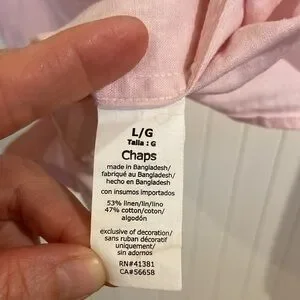 L/G
Talla : G
Chaps
made in Bangladesh/
fabriqué au Bangladesh/
hecho en Bangladesh
con insumos importados
53% linen/lin/lino
47% cotton/coton/
algodón
exclusive of decoration/
sans ruban décoratif
uniquement/
sin adornos
RN#41381
CA#56658